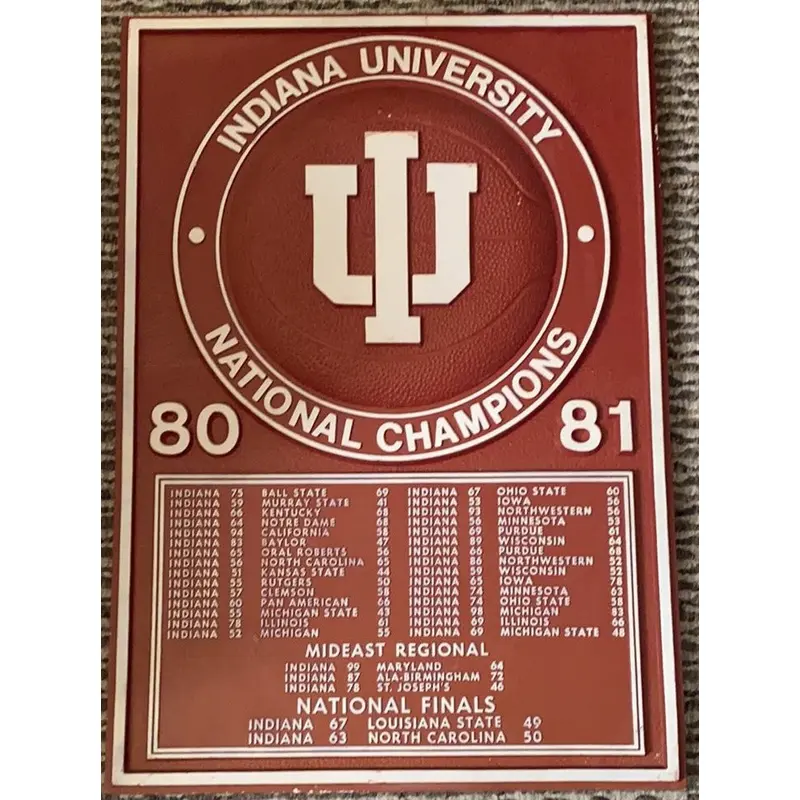 INDIANA UNIVERSITY
IU
NATIONAL CHAMPIONS
80 81
INDIANA 75 BALL STATE 69
INDIANA 59 MURRAY STATE 41
INDIANA 66 KENTUCKY 68
INDIANA 64 NOTRE DAME 68
INDIANA 94 CALIFORNIA 58
INDIANA 83 BAYLOR 47
INDIANA 65 ORAL ROBERTS 56
INDIANA 56 NORTH CAROLINA 65
INDIANA 51 KANSAS STATE 44
INDIANA 55 RUTGERS 50
INDIANA 57 CLEMSON 58
INDIANA 60 PAN AMERICAN 66
INDIANA 55 MICHIGAN STATE 43
INDIANA 78 ILLINOIS 61
INDIANA 52 MICHIGAN 55
INDIANA 67 OHIO STATE 60
INDIANA 53 IOWA 56
INDIANA 93 NORTHWESTERN 56
INDIANA 56 MINNESOTA 53
INDIANA 69 PURDUE 61
INDIANA 89 WISCONSIN 64
INDIANA 66 PURDUE 68
INDIANA 86 NORTHWESTERN 52
INDIANA 59 WISCONSIN 52
INDIANA 65 IOWA 78
INDIANA 74 MINNESOTA 63
INDIANA 74 OHIO STATE 58
INDIANA 98 MICHIGAN 83
INDIANA 69 ILLINOIS 66
INDIANA 69 MICHIGAN STATE 48
MIDEAST REGIONAL
INDIANA 99 MARYLAND 64
INDIANA 87 ALA-BIRMINGHAM 72
INDIANA 78 ST. JOSEPH'S 46
NATIONAL FINALS
INDIANA 67 LOUISIANA STATE 49
INDIANA 63 NORTH CAROLINA 50